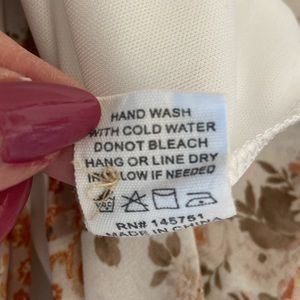 HAND WASH
WITH COLD WATER
DONOT BLEACH
HANG OR LINE DRY
LOW IF NEEDED
RN# 145751
MADE IN CHINA